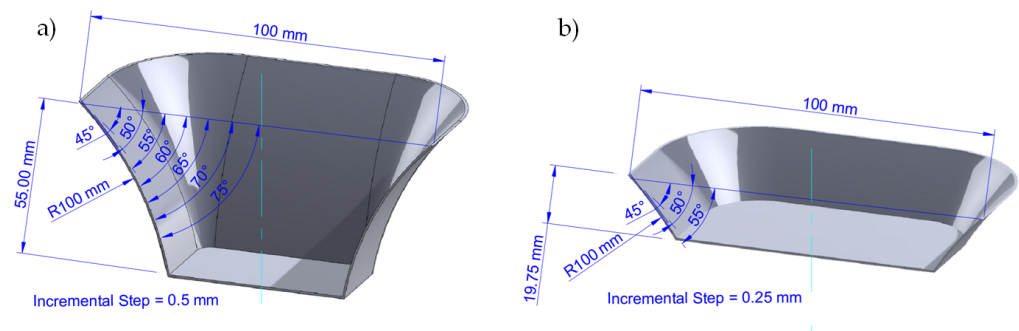 a)
100 mm
45°
50°
55°
60°
65°
70°
75°
55.00 mm
R100 mm
Incremental Step = 0.5 mm
b)
100 mm
45°
50°
55°
19.75 mm
R100 mm
Incremental Step = 0.25 mm